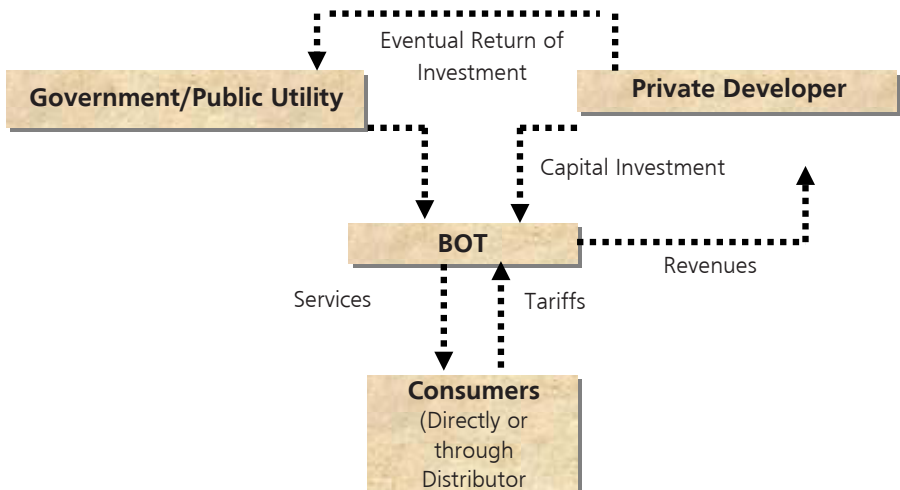 Eventual Return of
Investment
Government/Public Utility
Private Developer
Capital Investment
BOT
Revenues
Services
Tariffs
Consumers
(Directly or
through
Distributor